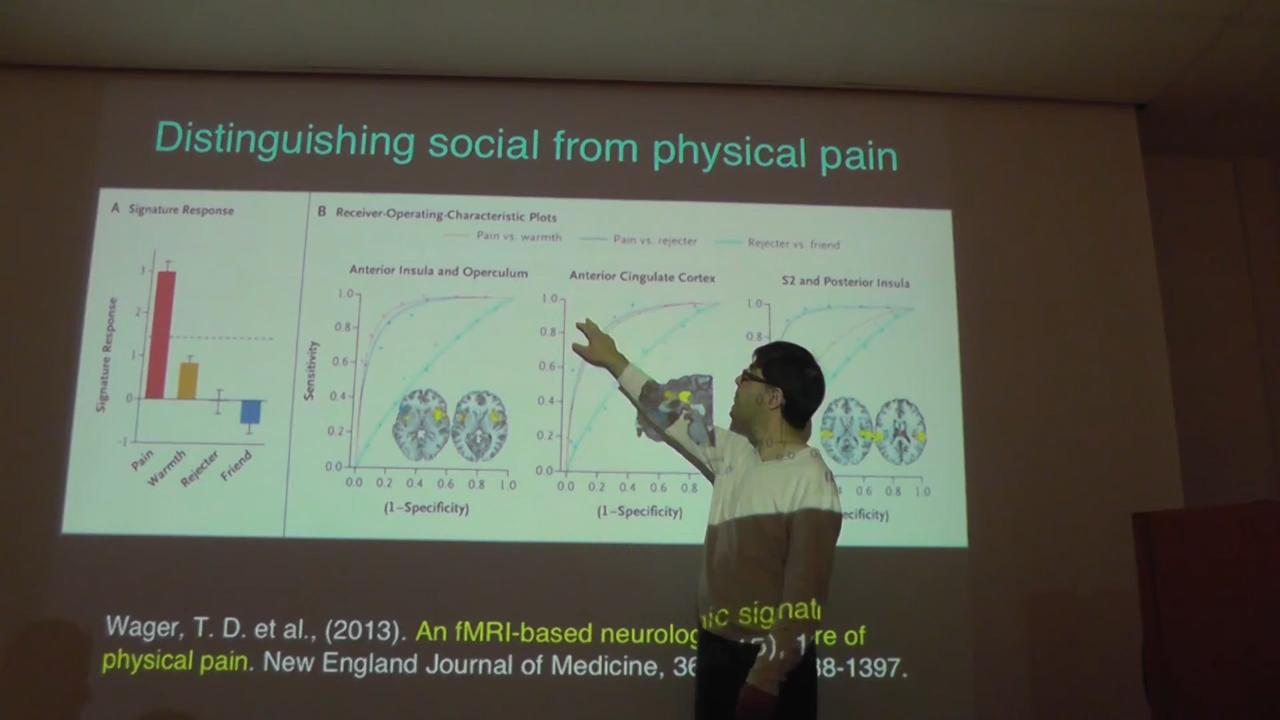 Distinguishing social from physical pain
A Signature Response
B Receiver-Operating-Characteristic Plots
Pain vs. warmth Pain vs. rejecter Rejecter vs. friend
Signature Response
3
2
1
0
-1
Pain Warmth Rejecter Friend
Anterior Insula and Operculum
Sensitivity
1.0
0.8
0.6
0.4
0.2
0.0
0.0 0.2 0.4 0.6 0.8 1.0
(1-Specificity)
Anterior Cingulate Cortex
1.0
0.8
0.6
0.4
0.2
0.0
0.0 0.2 0.4 0.6 0.8
(1-Specificity)
S2 and Posterior Insula
1.0
0.8
0.6 0.8 1.0
ecificity)
Wager, T. D. et al., (2013). An fMRI-based neurologic signature of
physical pain. New England Journal of Medicine, 36 88-1397.